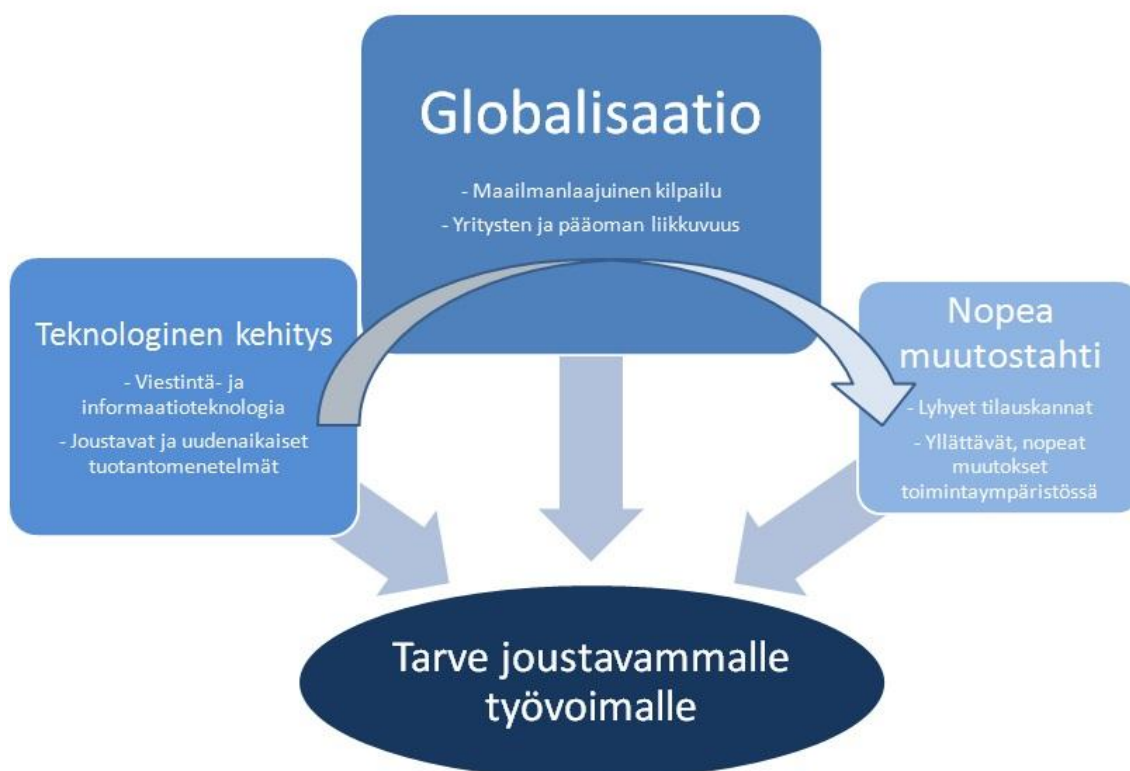 Globalisaatio
- Maailmanlaajuinen kilpailu
- Yritysten ja pääoman liikkuvuus
Teknologinen kehitys
- Viestintä- ja
informaatioteknologia
- Joustavat ja uudenaikaiset
tuotantomenetelmät
Nopea
muutostahti
- Lyhyet tilauskannat
- Yllättävät, nopeat
muutokset
toimintaympäristössä
Tarve joustavammalle
työvoimalle